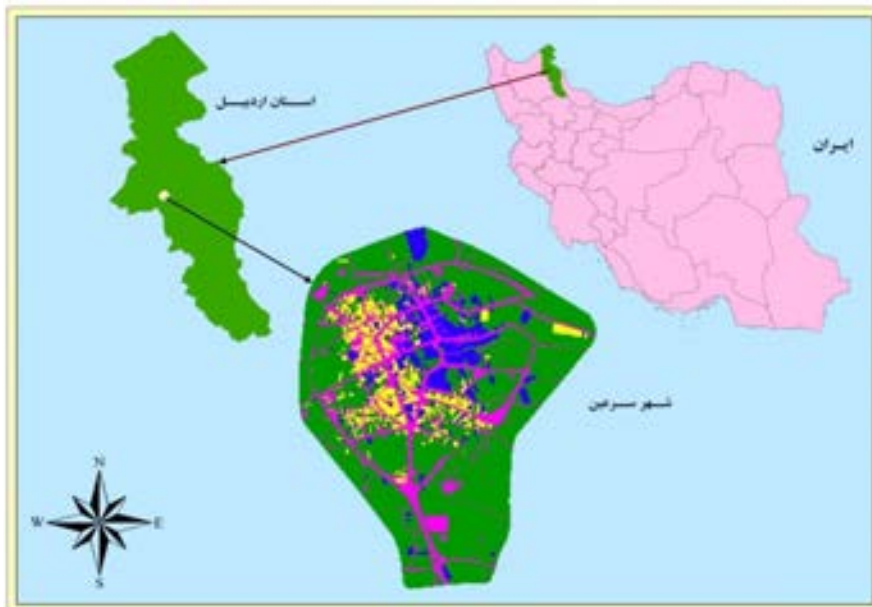 استان اردبیل
ایران
شهر سرعین
N
W E
S